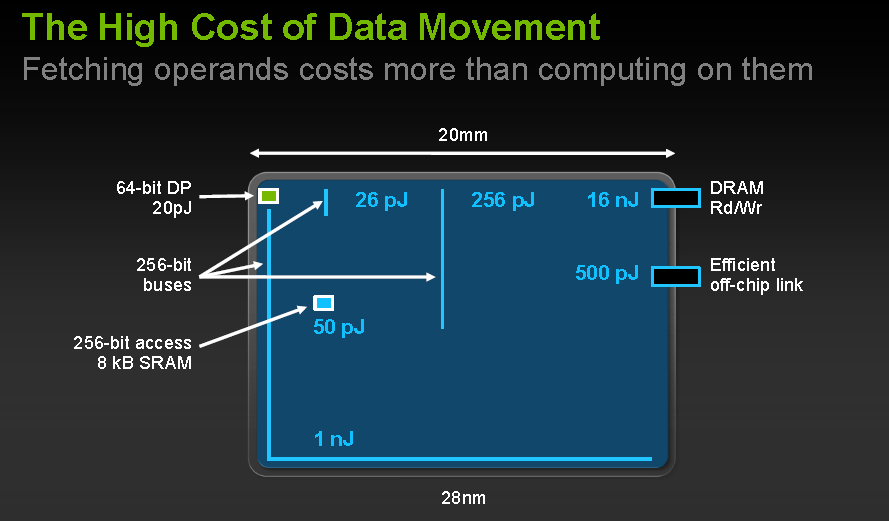 The High Cost of Data Movement
Fetching operands costs more than computing on them
20mm
64-bit DP
20pJ
26 pJ
256 pJ
16 nJ
DRAM
Rd/Wr
256-bit
buses
500 pJ
Efficient
off-chip link
50 pJ
256-bit access
8 kB SRAM
1 nJ
28nm